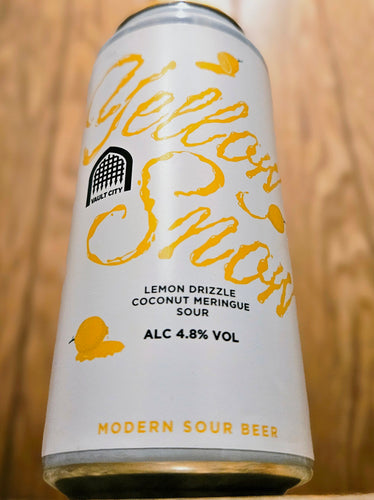 Yellow
Snow
VAULT CITY
LEMON DRIZZLE
COCONUT MERINGUE
SOUR
ALC 4.8% VOL
MODERN SOUR BEER